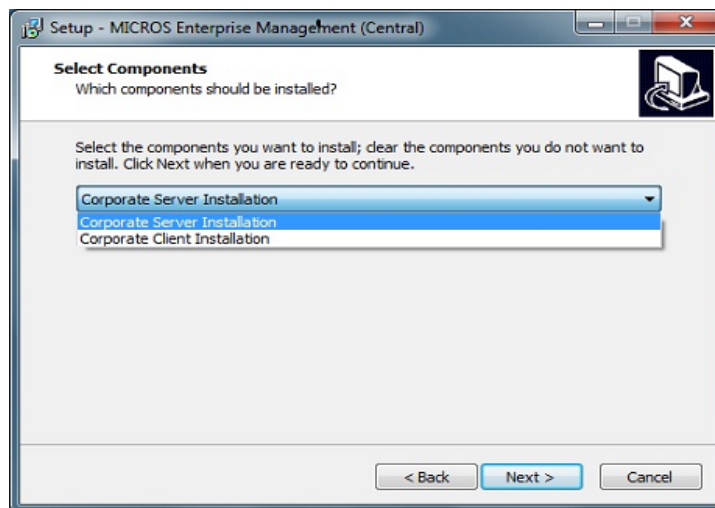 Setup - MICROS Enterprise Management (Central)
Select Components
Which components should be installed?
Select the components you want to install; clear the components you do not want to
install. Click Next when you are ready to continue.
Corporate Server Installation
Corporate Server Installation
Corporate Client Installation
< Back Next > Cancel